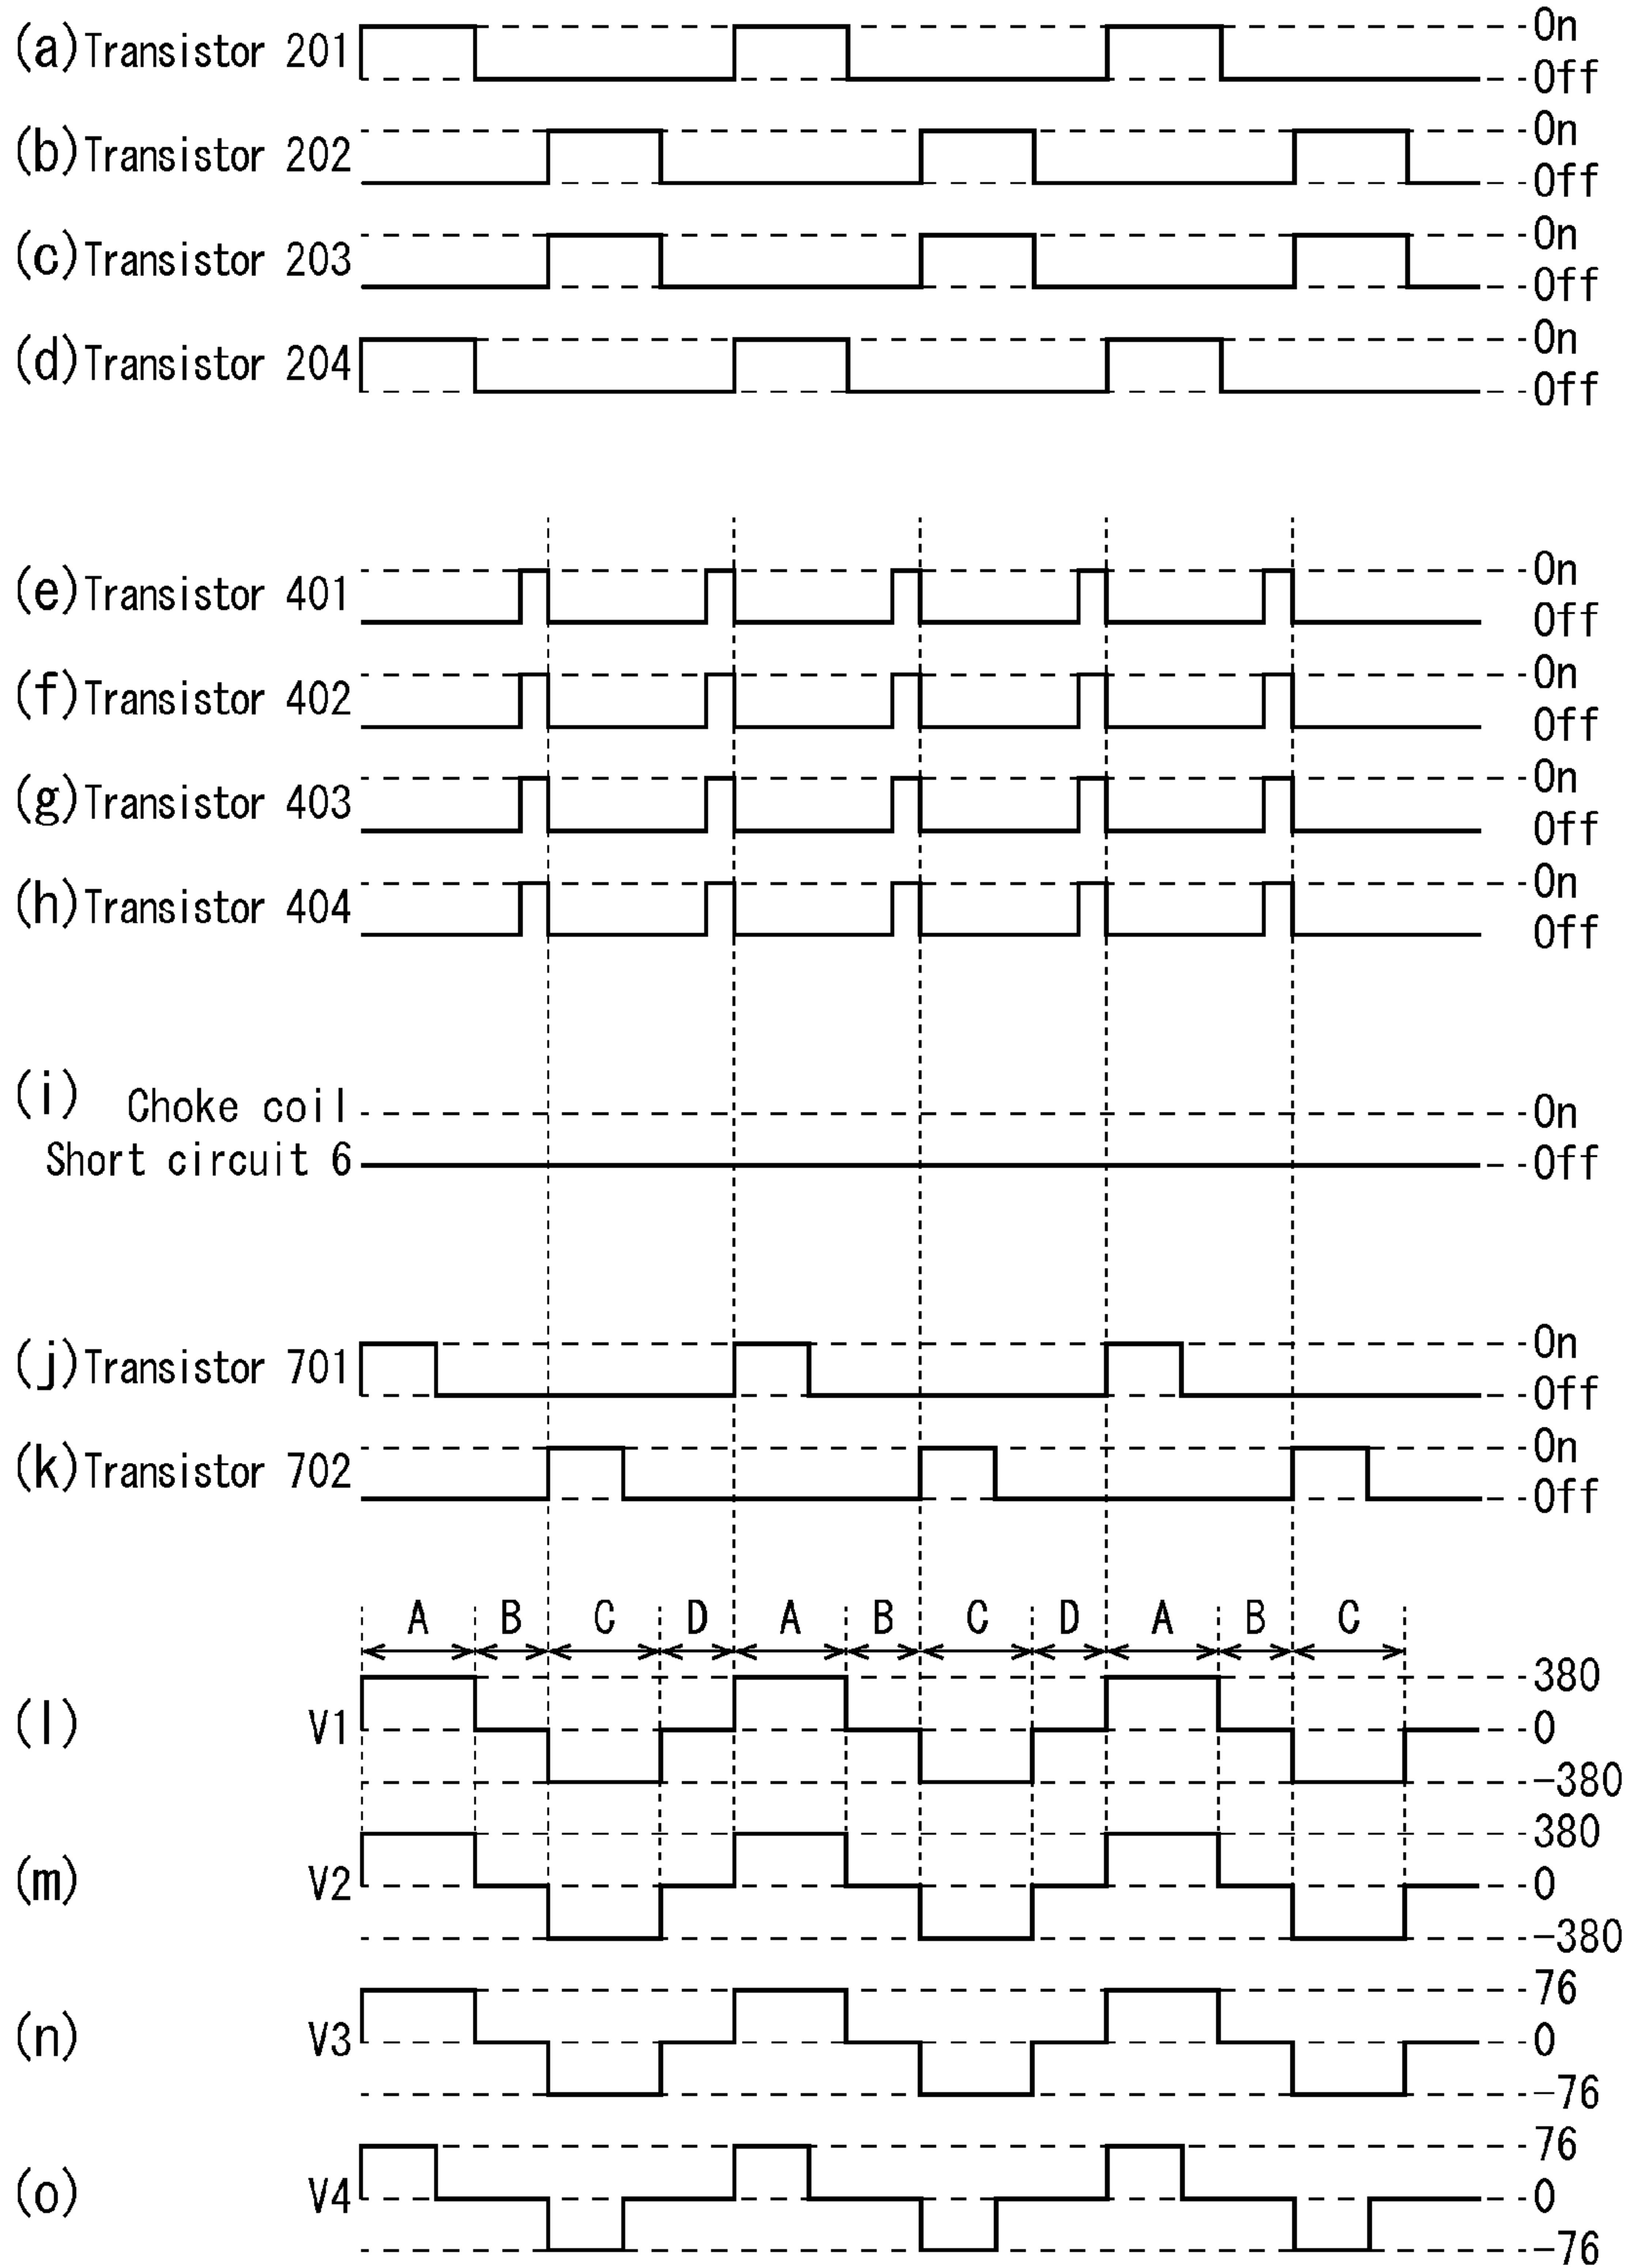 (a) Transistor 201 On
Off
(b) Transistor 202 On
Off
(c) Transistor 203 On
Off
(d) Transistor 204 On
Off
(e) Transistor 401 On
Off
(f) Transistor 402 On
Off
(g) Transistor 403 On
Off
(h) Transistor 404 On
Off
(i) Choke coil On
Short circuit 6 Off
(j) Transistor 701 On
Off
(k) Transistor 702 On
Off
A B C D A B C D A B C
380
(l) V1 0
-380
380
(m) V2 0
-380
76
(n) V3 0
-76
76
(o) V4 0
-76